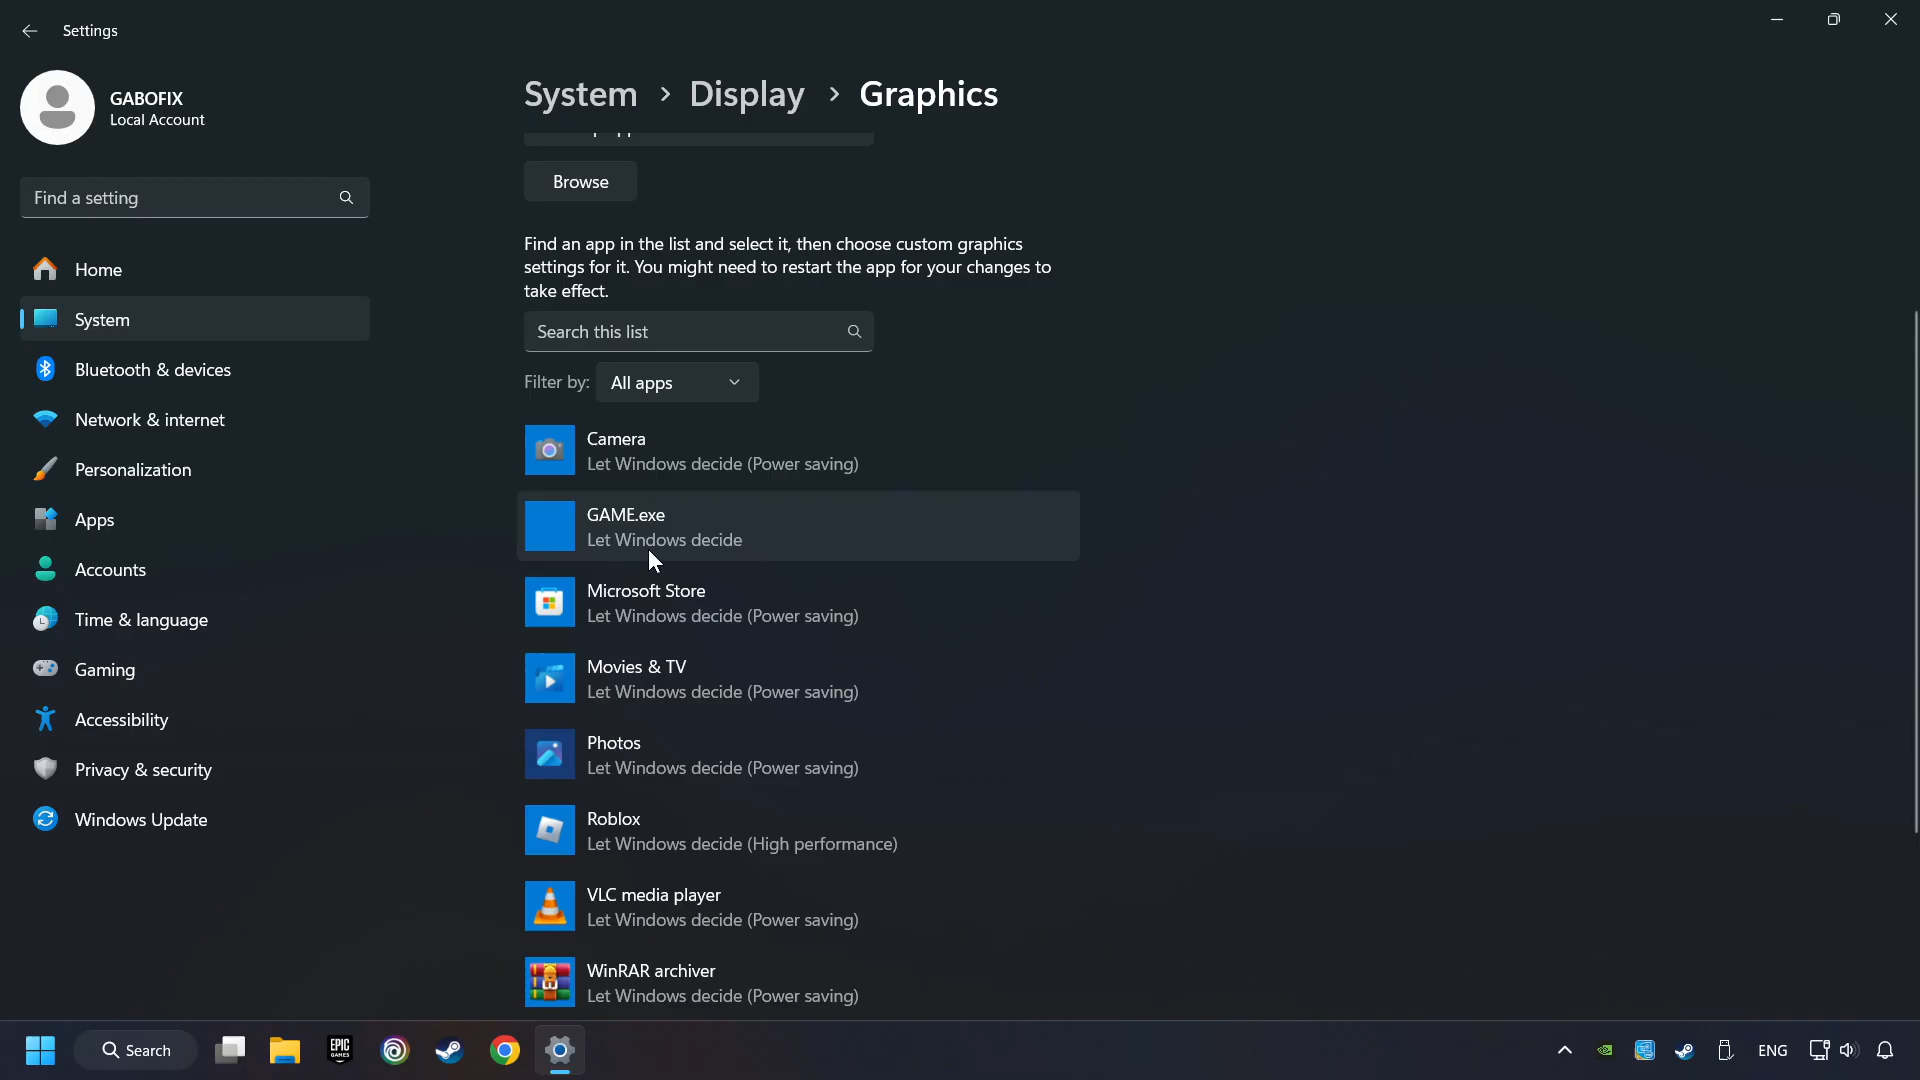 Settings
GABOFIX
Local Account
Find a setting
Home
System
Bluetooth & devices
Network & internet
Personalization
Apps
Accounts
Time & language
Gaming
Accessibility
Privacy & security
Windows Update
System > Display > Graphics
Browse
Find an app in the list and select it, then choose custom graphics
settings for it. You might need to restart the app for your changes to
take effect.
Search this list
Filter by: All apps
Camera
Let Windows decide (Power saving)
GAME.exe
Let Windows decide
Microsoft Store
Let Windows decide (Power saving)
Movies & TV
Let Windows decide (Power saving)
Photos
Let Windows decide (Power saving)
Roblox
Let Windows decide (High performance)
VLC media player
Let Windows decide (Power saving)
WinRAR archiver
Let Windows decide (Power saving)
Search
EPIC
GAMES
ENG